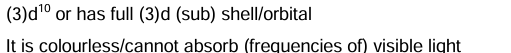 (3)d¹⁰ or has full (3)d (sub) shell/orbital
It is colourless/cannot absorb (frequencies of) visible light